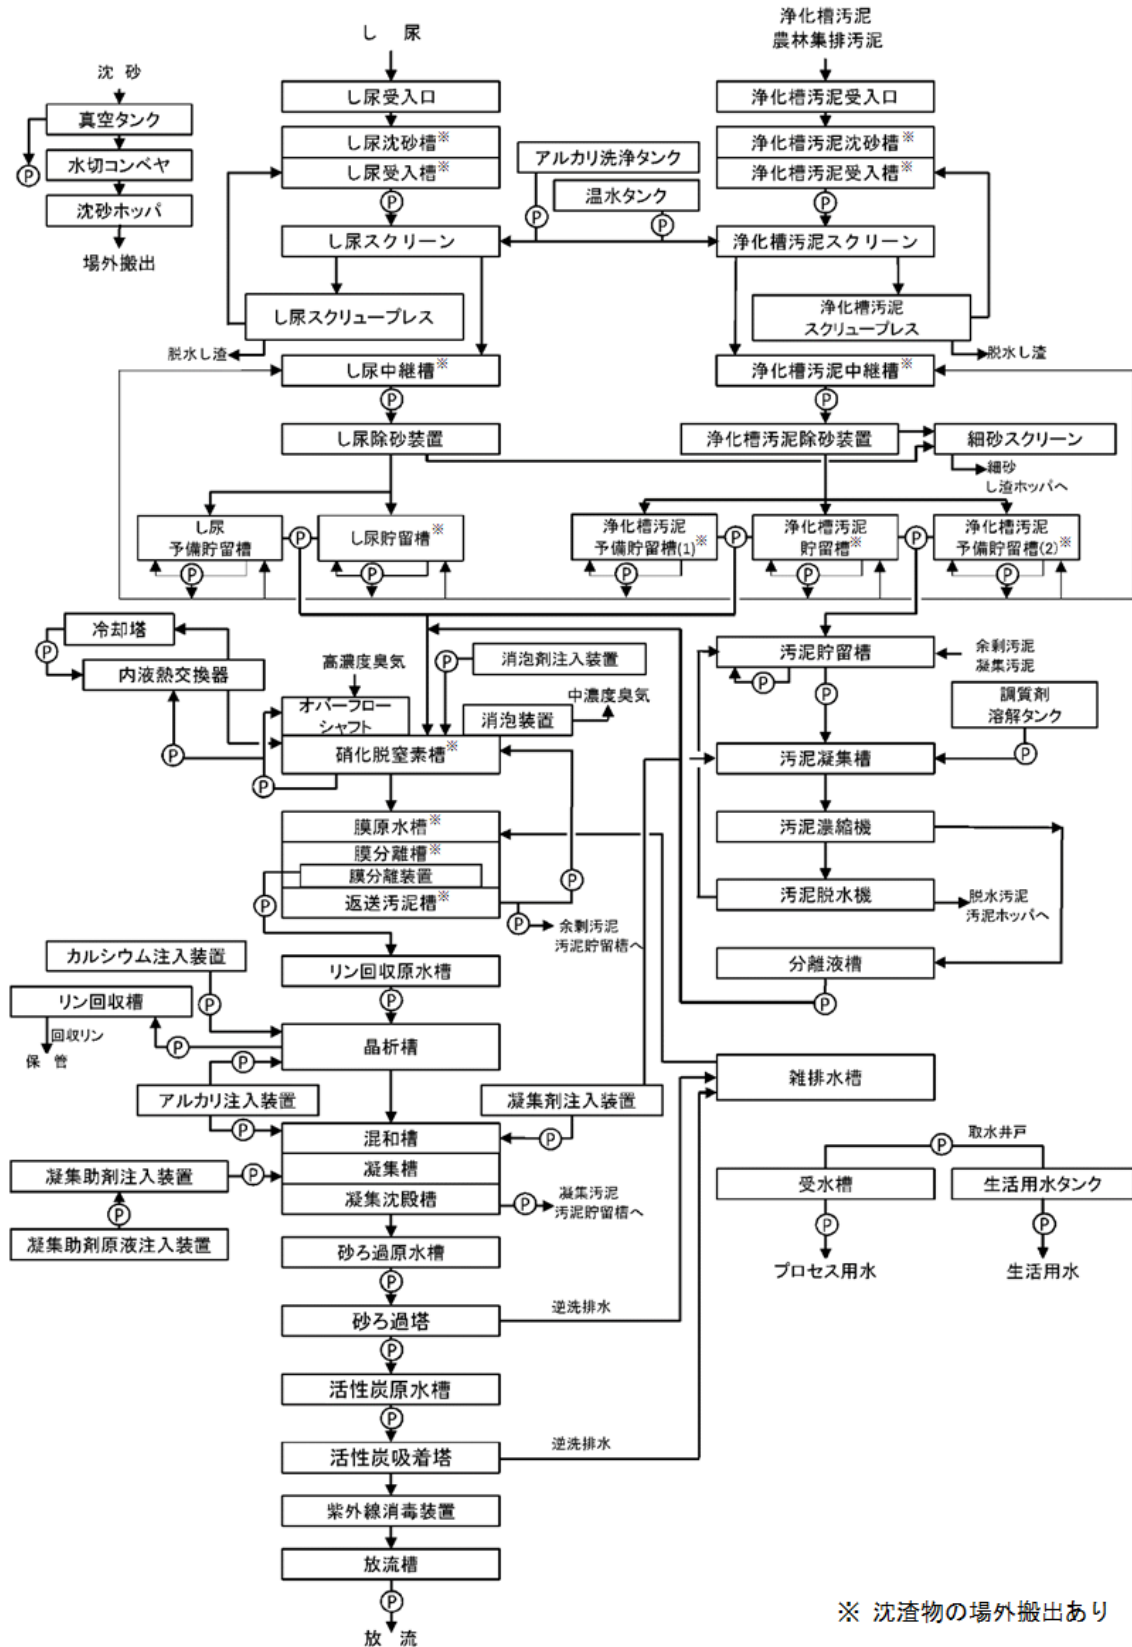 し 尿
浄化槽汚泥
農林集排汚泥
沈 砂
真空タンク
P
水切コンベヤ
沈砂ホッパ
場外搬出
し尿受入口
し尿沈砂槽※
し尿受入槽※
P
し尿スクリーン
し尿スクリュープレス
脱水し渣
し尿中継槽※
P
し尿除砂装置
アルカリ洗浄タンク
温水タンク
P
P
浄化槽汚泥受入口
浄化槽汚泥沈砂槽※
浄化槽汚泥受入槽※
P
浄化槽汚泥スクリーン
浄化槽汚泥
スクリュープレス
脱水し渣
浄化槽汚泥中継槽※
P
浄化槽汚泥除砂装置
細砂スクリーン
細砂
し渣ホッパへ
し尿
予備貯留槽
P
し尿貯留槽※
P
P
浄化槽汚泥
予備貯留槽(1)※
P
浄化槽汚泥
貯留槽※
P
浄化槽汚泥
予備貯留槽(2)※
P
P
P
冷却塔
P
内液熱交換器
P
P
高濃度臭気
オバーフロー
シャフト
P
消泡剤注入装置
消泡装置
中濃度臭気
硝化脱窒素槽※
膜原水槽※
膜分離槽※
膜分離装置
返送汚泥槽※
P
P
P
余剰汚泥
汚泥貯留槽へ
汚泥貯留槽
余剰汚泥
凝集汚泥
P
P
調質剤
溶解タンク
P
汚泥凝集槽
汚泥濃縮機
汚泥脱水機
脱水汚泥
汚泥ホッパへ
分離液槽
P
リン回収原水槽
P
カルシウム注入装置
P
リン回収槽
回収リン
保 管
P
晶析槽
P
アルカリ注入装置
P
凝集剤注入装置
P
混和槽
凝集槽
凝集沈殿槽
凝集助剤注入装置
P
P
凝集助剤原液注入装置
P
凝集汚泥
汚泥貯留槽へ
雑排水槽
取水井戸
P
受水槽
生活用水タンク
P
P
プロセス用水
生活用水
砂ろ過原水槽
P
砂ろ過塔
逆洗排水
P
活性炭原水槽
P
活性炭吸着塔
逆洗排水
紫外線消毒装置
放流槽
P
放 流
※ 沈渣物の場外搬出あり